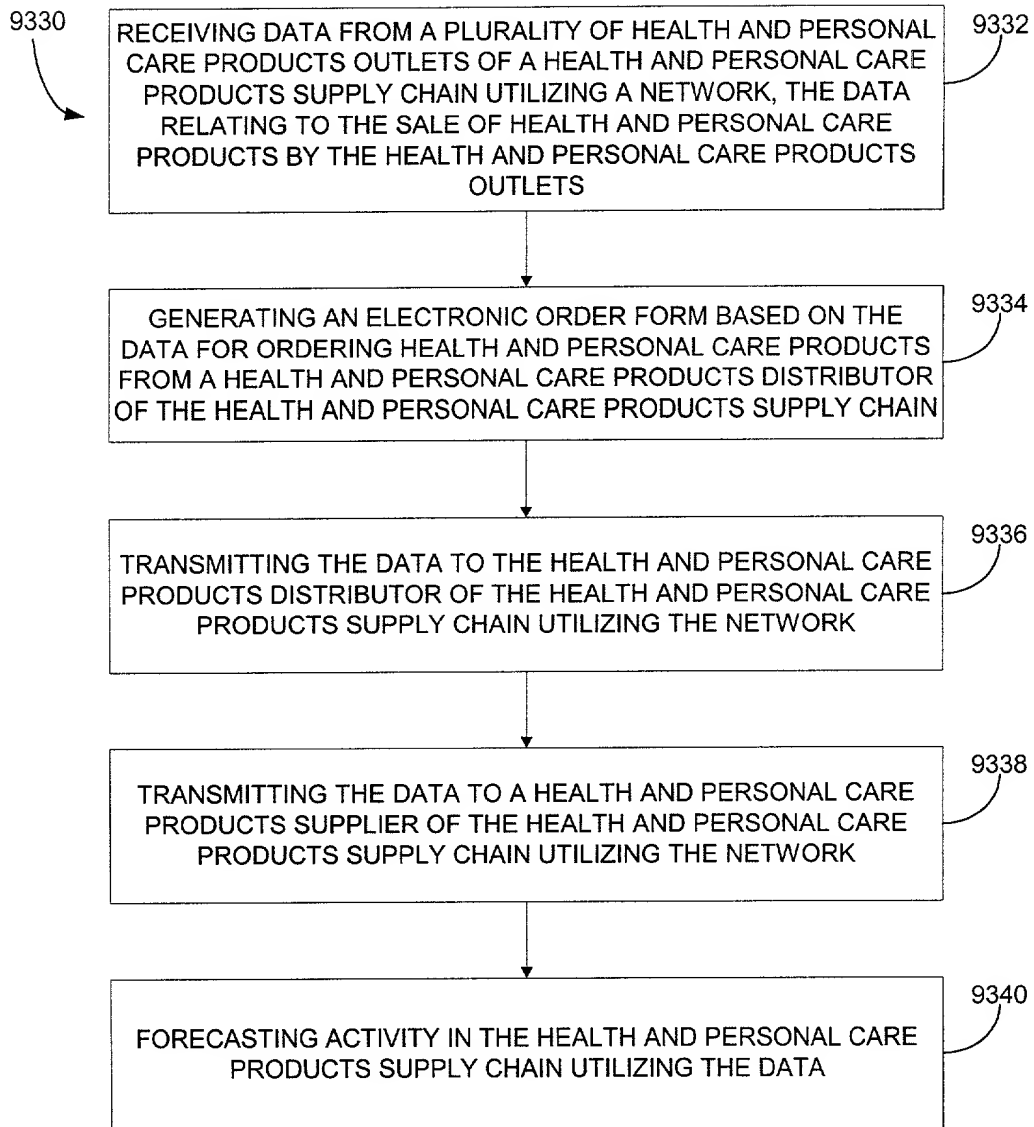 9330
RECEIVING DATA FROM A PLURALITY OF HEALTH AND PERSONAL
CARE PRODUCTS OUTLETS OF A HEALTH AND PERSONAL CARE
PRODUCTS SUPPLY CHAIN UTILIZING A NETWORK, THE DATA
RELATING TO THE SALE OF HEALTH AND PERSONAL CARE
PRODUCTS BY THE HEALTH AND PERSONAL CARE PRODUCTS
OUTLETS
9332
GENERATING AN ELECTRONIC ORDER FORM BASED ON THE
DATA FOR ORDERING HEALTH AND PERSONAL CARE PRODUCTS
FROM A HEALTH AND PERSONAL CARE PRODUCTS DISTRIBUTOR
OF THE HEALTH AND PERSONAL CARE PRODUCTS SUPPLY CHAIN
9334
TRANSMITTING THE DATA TO THE HEALTH AND PERSONAL CARE
PRODUCTS DISTRIBUTOR OF THE HEALTH AND PERSONAL CARE
PRODUCTS SUPPLY CHAIN UTILIZING THE NETWORK
9336
TRANSMITTING THE DATA TO A HEALTH AND PERSONAL CARE
PRODUCTS SUPPLIER OF THE HEALTH AND PERSONAL CARE
PRODUCTS SUPPLY CHAIN UTILIZING THE NETWORK
9338
FORECASTING ACTIVITY IN THE HEALTH AND PERSONAL CARE
PRODUCTS SUPPLY CHAIN UTILIZING THE DATA
9340